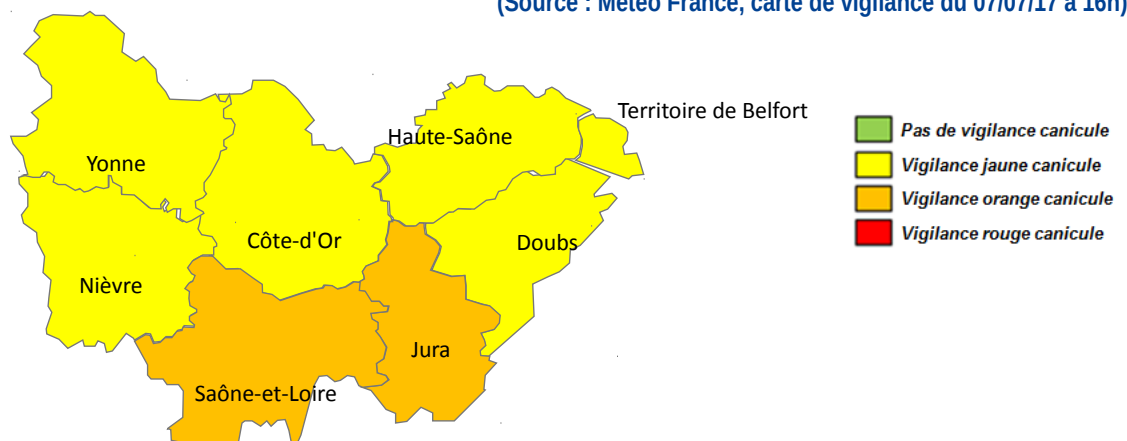 (Source : Météo France, carte de vigilance du 07/07/17 à 16h)
Territoire de Belfort
Haute-Saône
Yonne
Côte-d'Or
Doubs
Nièvre
Jura
Saône-et-Loire
Pas de vigilance canicule
Vigilance jaune canicule
Vigilance orange canicule
Vigilance rouge canicule